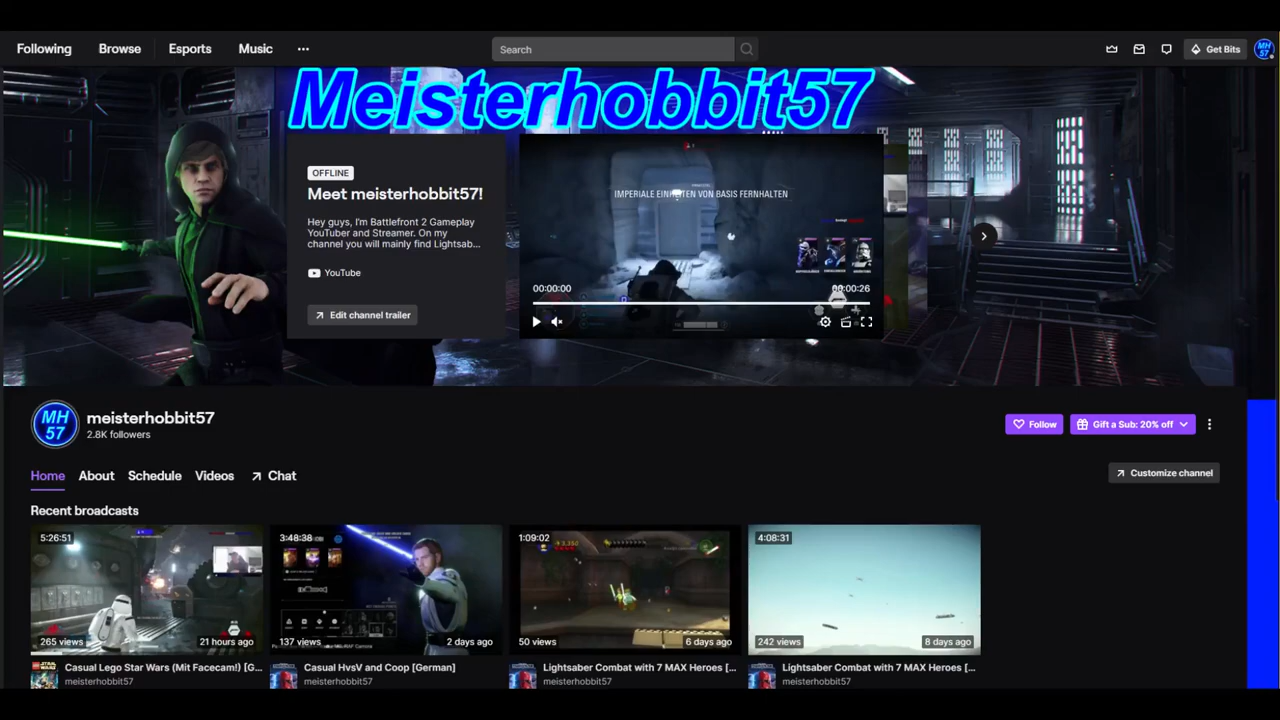 Following Browse Esports Music
Search
Get Bits
MH
57
Meisterhobbit57
OFFLINE
Meet meisterhobbit57!
Hey guys, I'm Battlefront 2 Gameplay
YouTuber and Streamer. On my
channel you will mainly find Lightsab...
YouTube
Edit channel trailer
IMPERIALE EINHEITEN VON BASIS FERNHALTEN
00:00:00
00:00:26
MH
57
meisterhobbit57
2.8K followers
Follow
Gift a Sub: 20% off
Home About Schedule Videos Chat
Customize channel
Recent broadcasts
5:26:51
265 views
21 hours ago
3:48:38
137 views
2 days ago
1:09:02
50 views
6 days ago
4:08:31
242 views
8 days ago
Casual Lego Star Wars (Mit Facecam!) [G...
meisterhobbit57
Casual HvsV and Coop [German]
meisterhobbit57
Lightsaber Combat with 7 MAX Heroes [...
meisterhobbit57
Lightsaber Combat with 7 MAX Heroes [...
meisterhobbit57